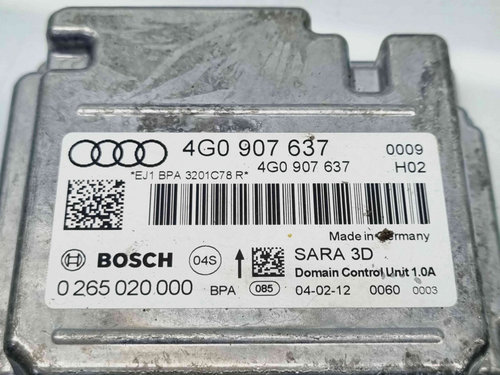 4G0 907 637 0009
*EJ1 BPA 3201C78 R* 4G0 907 637 H02
Made in Germany
BOSCH 04S SARA 3D
Domain Control Unit 1.0A
0 265 020 000 BPA 085 04-02-12 0060 0003